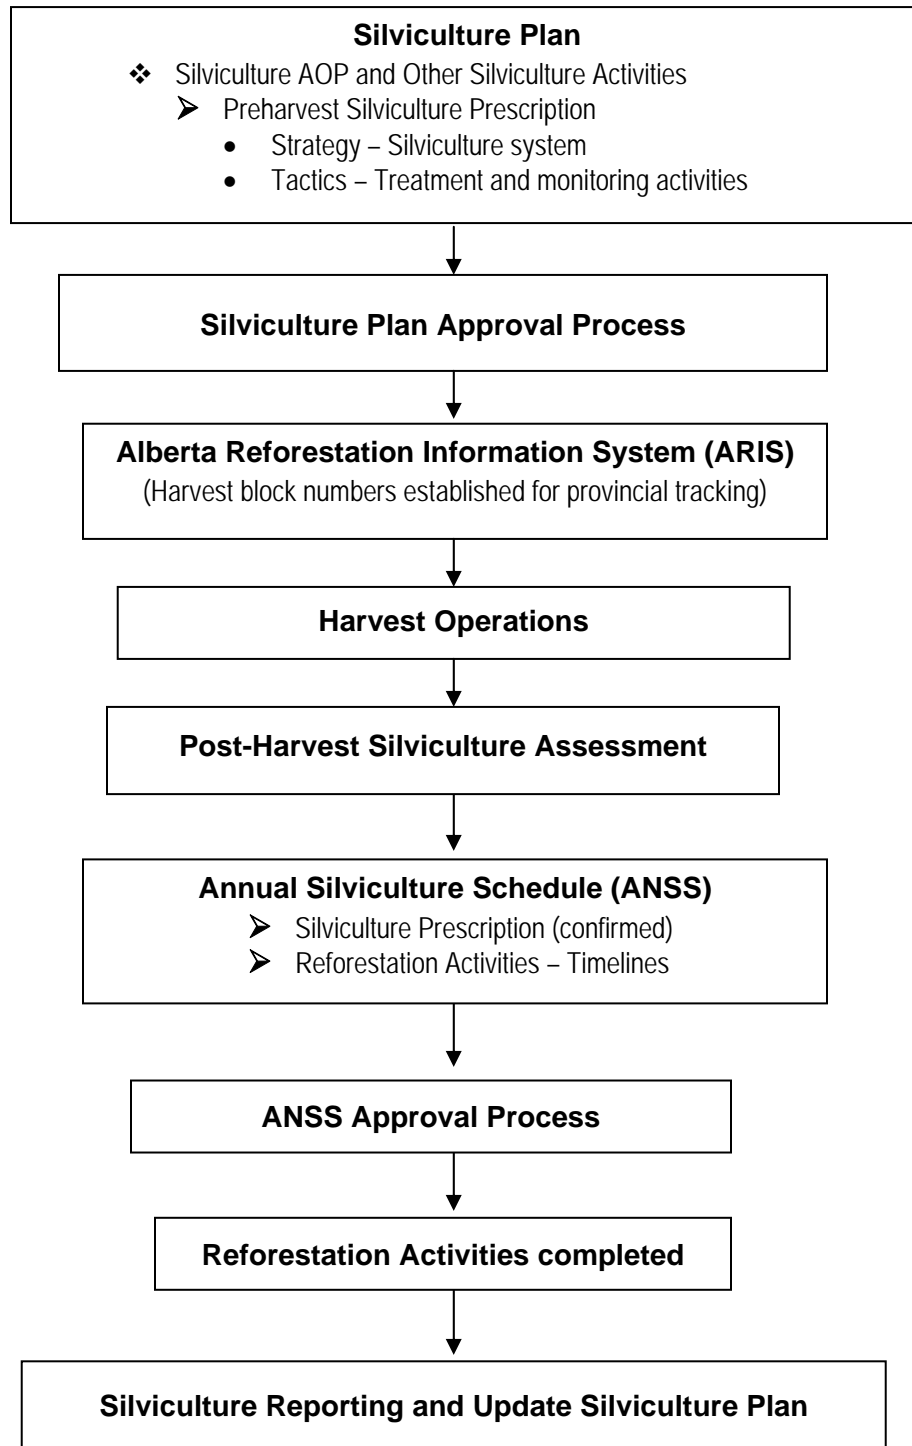 Silviculture Plan
❖ Silviculture AOP and Other Silviculture Activities
➢ Preharvest Silviculture Prescription
• Strategy – Silviculture system
• Tactics – Treatment and monitoring activities
Silviculture Plan Approval Process
Alberta Reforestation Information System (ARIS)
(Harvest block numbers established for provincial tracking)
Harvest Operations
Post-Harvest Silviculture Assessment
Annual Silviculture Schedule (ANSS)
➢ Silviculture Prescription (confirmed)
➢ Reforestation Activities – Timelines
ANSS Approval Process
Reforestation Activities completed
Silviculture Reporting and Update Silviculture Plan